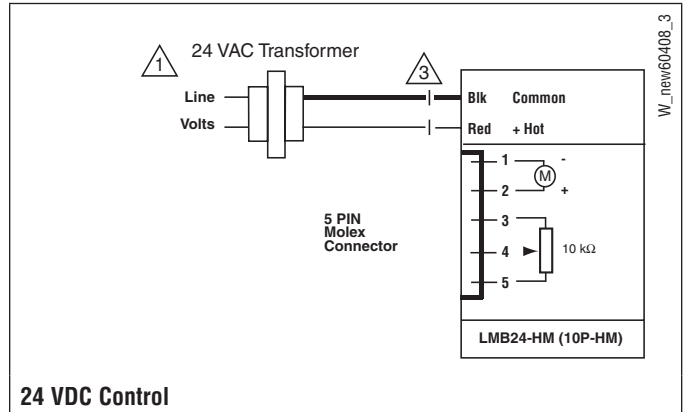 W_new60408_3
1
24 VAC Transformer
3
Line
Volts
Blk Common
Red + Hot
1 -
M
2 +
5 PIN
Molex
Connector
3
4
10 kΩ
5
LMB24-HM (10P-HM)
24 VDC Control